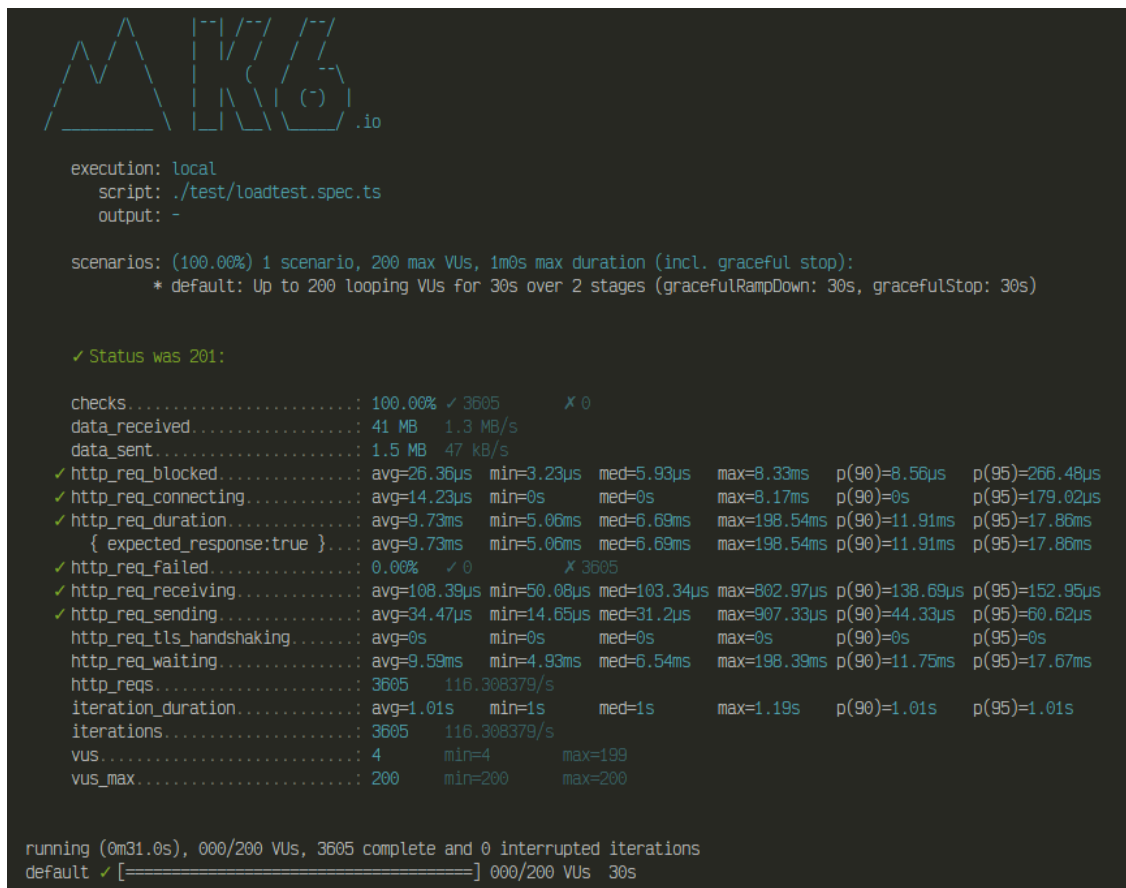 K6
.io
execution: local
script: ./test/loadtest.spec.ts
output: -
scenarios: (100.00%) 1 scenario, 200 max VUs, 1m0s max duration (incl. graceful stop):
* default: Up to 200 looping VUs for 30s over 2 stages (gracefulRampDown: 30s, gracefulStop: 30s)
✓ Status was 201:
checks.........................: 100.00% ✓ 3605 ✗ 0
data_received..................: 41 MB 1.3 MB/s
data_sent......................: 1.5 MB 47 kB/s
✓ http_req_blocked...............: avg=26.36µs min=3.23µs med=5.93µs max=8.33ms p(90)=8.56µs p(95)=266.48µs
✓ http_req_connecting............: avg=14.23µs min=0s med=0s max=8.17ms p(90)=0s p(95)=179.02µs
✓ http_req_duration..............: avg=9.73ms min=5.06ms med=6.69ms max=198.54ms p(90)=11.91ms p(95)=17.86ms
{ expected_response:true }...: avg=9.73ms min=5.06ms med=6.69ms max=198.54ms p(90)=11.91ms p(95)=17.86ms
✓ http_req_failed................: 0.00% ✓ 0 ✗ 3605
✓ http_req_receiving.............: avg=108.39µs min=50.08µs med=103.34µs max=802.97µs p(90)=138.69µs p(95)=152.95µs
✓ http_req_sending...............: avg=34.47µs min=14.65µs med=31.2µs max=907.33µs p(90)=44.33µs p(95)=60.62µs
http_req_tls_handshaking.......: avg=0s min=0s med=0s max=0s p(90)=0s p(95)=0s
http_req_waiting...............: avg=9.59ms min=4.93ms med=6.54ms max=198.39ms p(90)=11.75ms p(95)=17.67ms
http_reqs......................: 3605 116.308379/s
iteration_duration.............: avg=1.01s min=1s med=1s max=1.19s p(90)=1.01s p(95)=1.01s
iterations.....................: 3605 116.308379/s
vus............................: 4 min=4 max=199
vus_max........................: 200 min=200 max=200
running (0m31.0s), 000/200 VUs, 3605 complete and 0 interrupted iterations
default ✓ [======================================] 000/200 VUs 30s